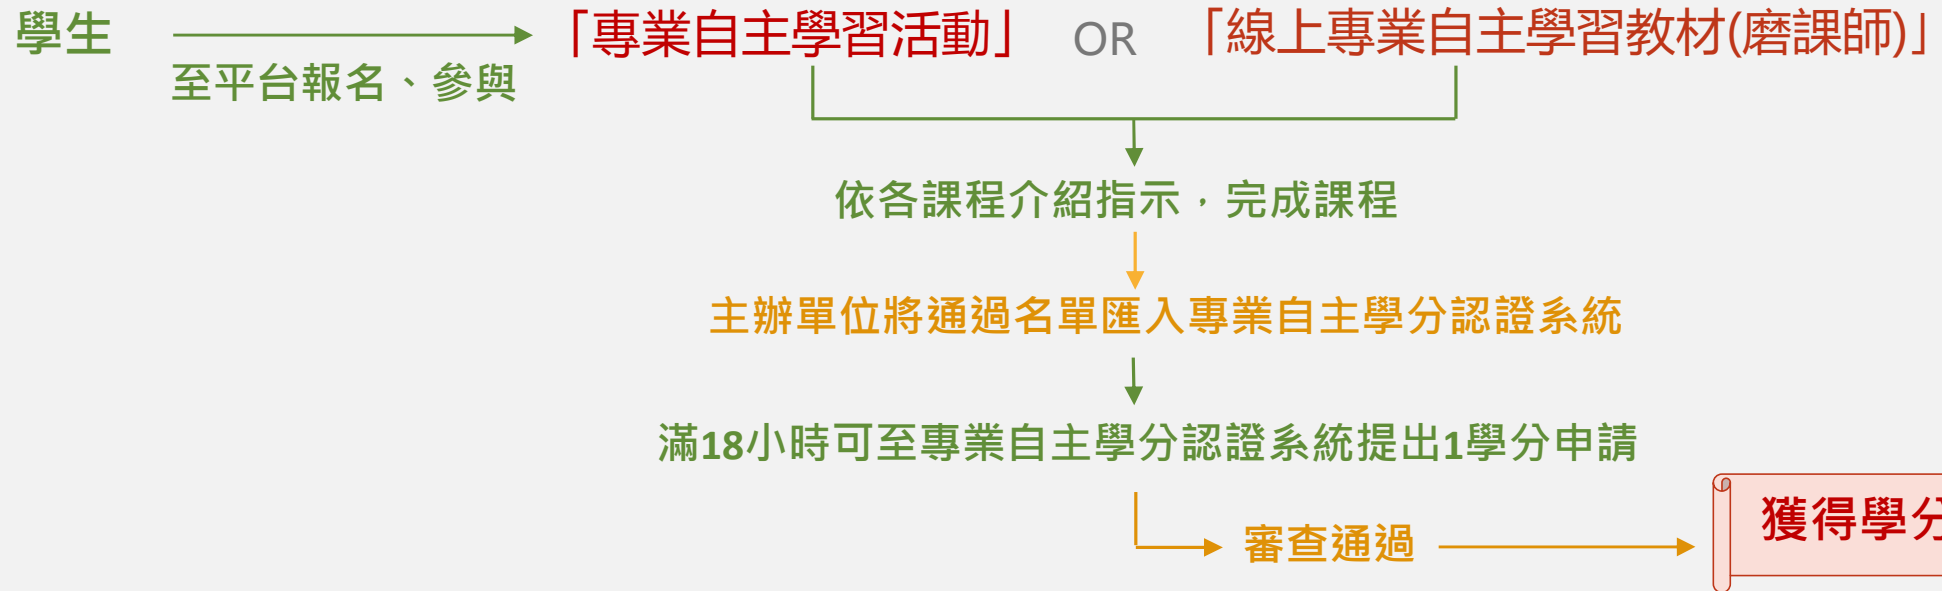 學生
「專業自主學習活動」 OR 「線上專業自主學習教材(磨課師)」
至平台報名、參與
依各課程介紹指示，完成課程
主辦單位將通過名單匯入專業自主學分認證系統
滿18小時可至專業自主學分認證系統提出1學分申請
審查通過
獲得學分